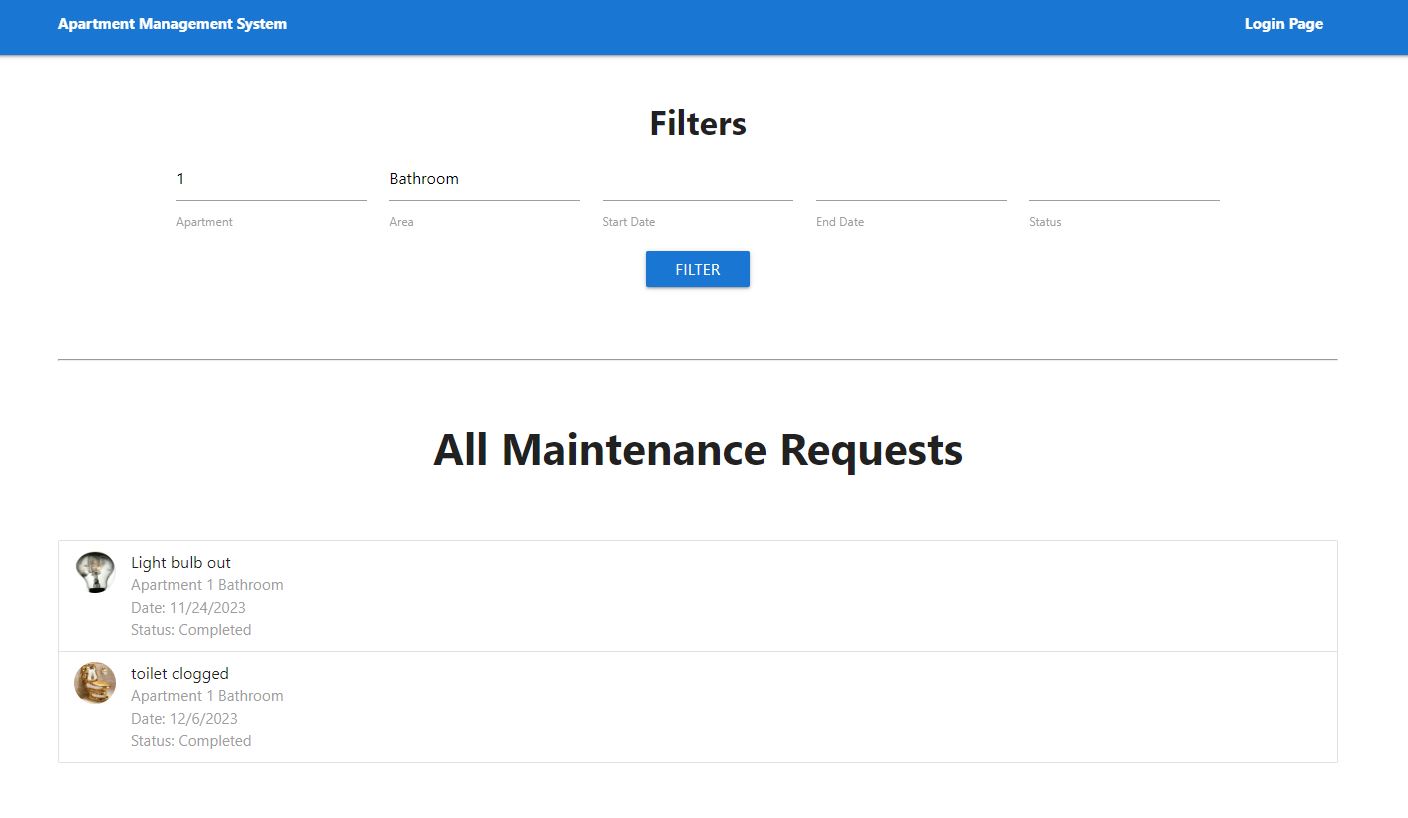 Apartment Management System
Login Page
Filters
1
Bathroom
Apartment
Area
Start Date
End Date
Status
FILTER
All Maintenance Requests
Light bulb out
Apartment 1 Bathroom
Date: 11/24/2023
Status: Completed
toilet clogged
Apartment 1 Bathroom
Date: 12/6/2023
Status: Completed